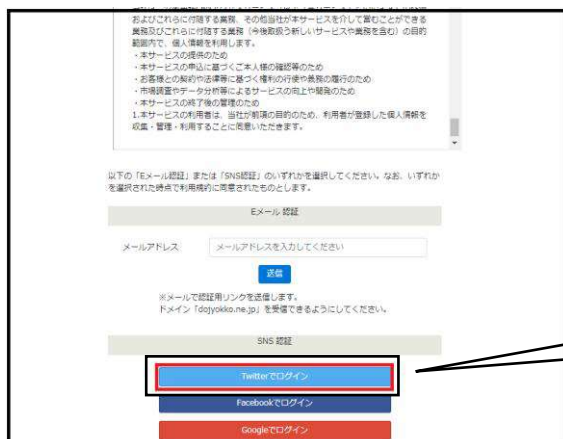 およびこれらに付随する業務、その他当社が本サービスを介して営むことができる
業務及びこれらに付随する業務（今後取扱う新しいサービスや業務を含む）の目的
範囲内で、個人情報を利用します。
・本サービスの提供のため
・本サービスの申込に基づくご本人様の確認等のため
・お客様との契約や法律等に基づく権利の行使や義務の履行のため
・市場調査やデータ分析等によるサービスの向上や開発のため
・本サービスの終了後の管理のため
1.本サービスの利用者は、当社が前項の目的のため、利用者が登録した個人情報を
収集・管理・利用することに同意いただきます。
以下の「Eメール認証」または「SNS認証」のいずれかを選択してください。なお、いずれか
を選択された時点で利用規約に同意されたものとします。
Eメール 認証
メールアドレス メールアドレスを入力してください
送信
※メールで認証用リンクを送信します。
ドメイン「dojyokko.ne.jp」を受信できるようにしてください。
SNS 認証
Twitterでログイン
Facebookでログイン
Googleでログイン